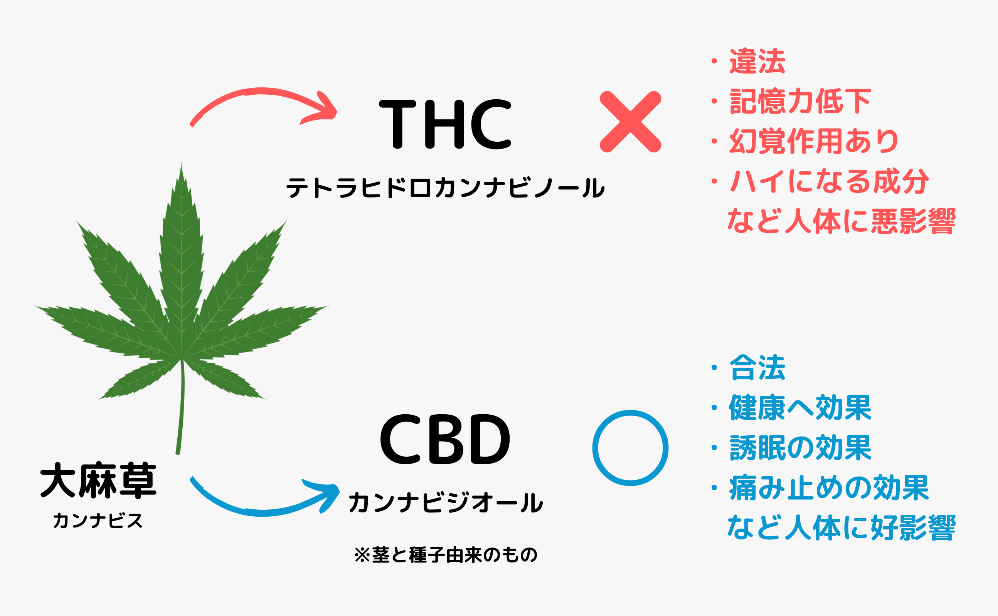 THC
テトラヒドロカンナビノール
・違法
・記憶力低下
・幻覚作用あり
・ハイになる成分
など人体に悪影響
大麻草
カンナビス
CBD
カンナビジオール
※茎と種子由来のもの
・合法
・健康へ効果
・誘眠の効果
・痛み止めの効果
など人体に好影響